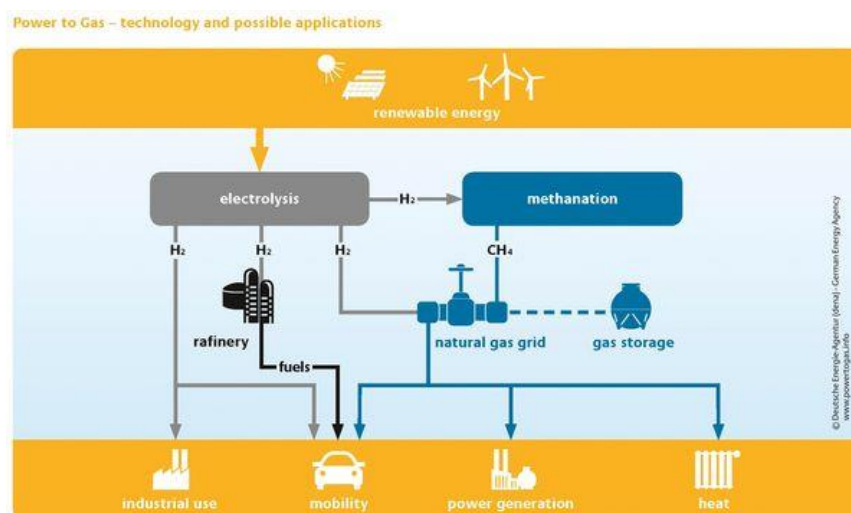 Power to Gas – technology and possible applications
renewable energy
electrolysis
H₂
methanation
H₂
H₂
H₂
CH₄
rafinery
natural gas grid
gas storage
fuels
industrial use
mobility
power generation
heat
© Deutsche Energie-Agentur (dena) - German Energy Agency
www.powertogas.info